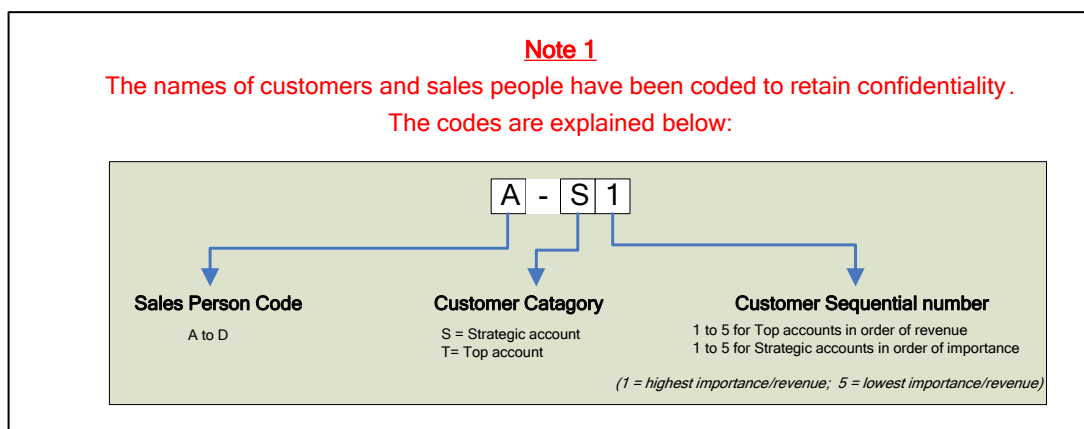 Note 1
The names of customers and sales people have been coded to retain confidentiality.
The codes are explained below:
A - S 1
Sales Person Code
A to D
Customer Catagory
S = Strategic account
T= Top account
Customer Sequential number
1 to 5 for Top accounts in order of revenue
1 to 5 for Strategic accounts in order of importance
(1 = highest importance/revenue; 5 = lowest importance/revenue)